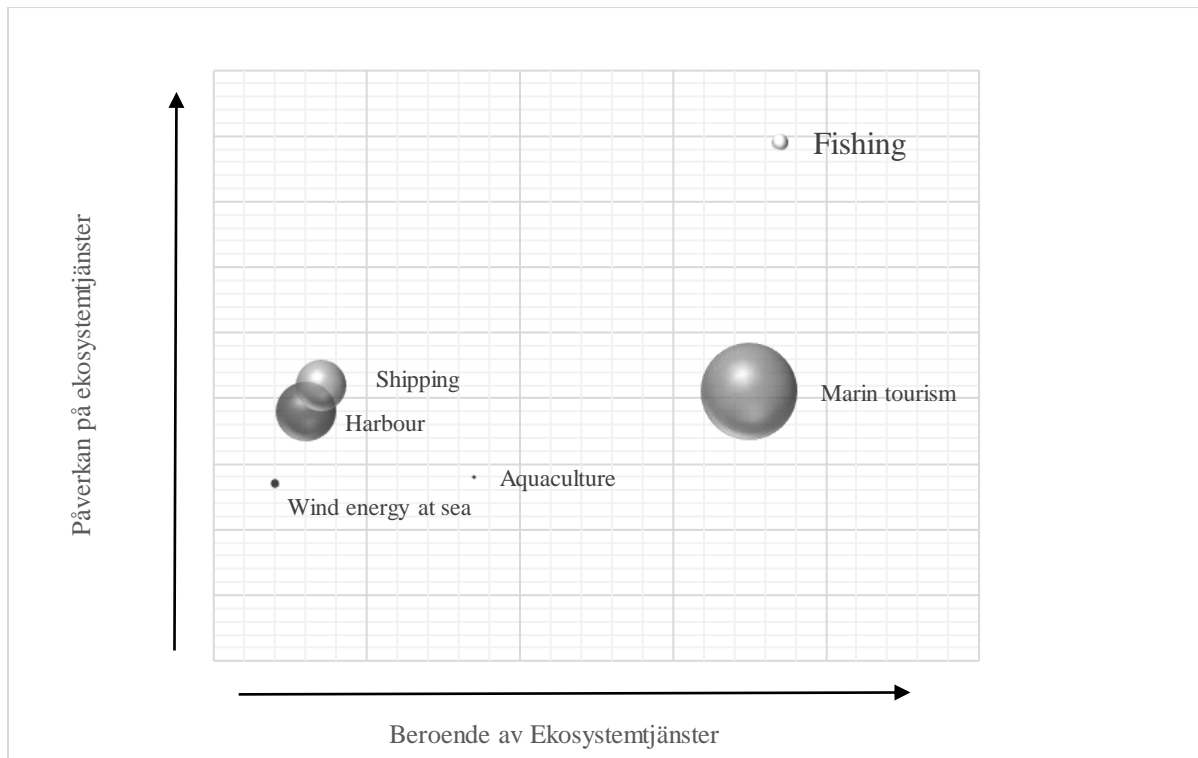 Fishing
Påverkan på ekosystemtjänster
Shipping
Marin tourism
Harbour
Aquaculture
Wind energy at sea
Beroende av Ekosystemtjänster